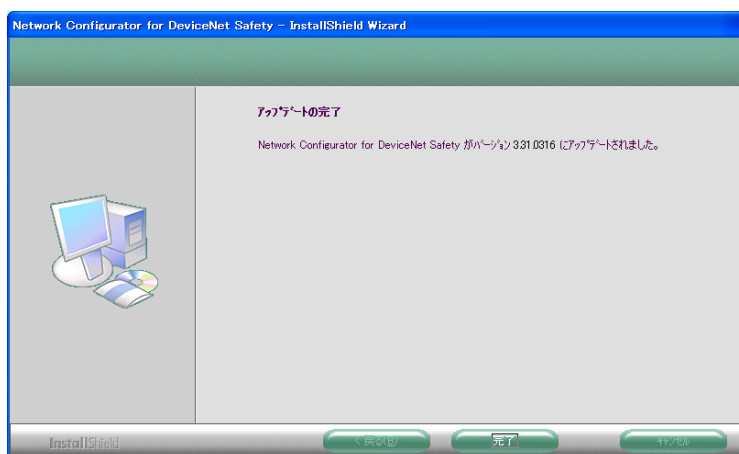 Network Configurator for DeviceNet Safety – InstallShield Wizard
アップデートの完了
Network Configurator for DeviceNet Safety がバージョン 3.31.0316 にアップデートされました。
InstallShield
< 戻る(B)
完了
キャンセル